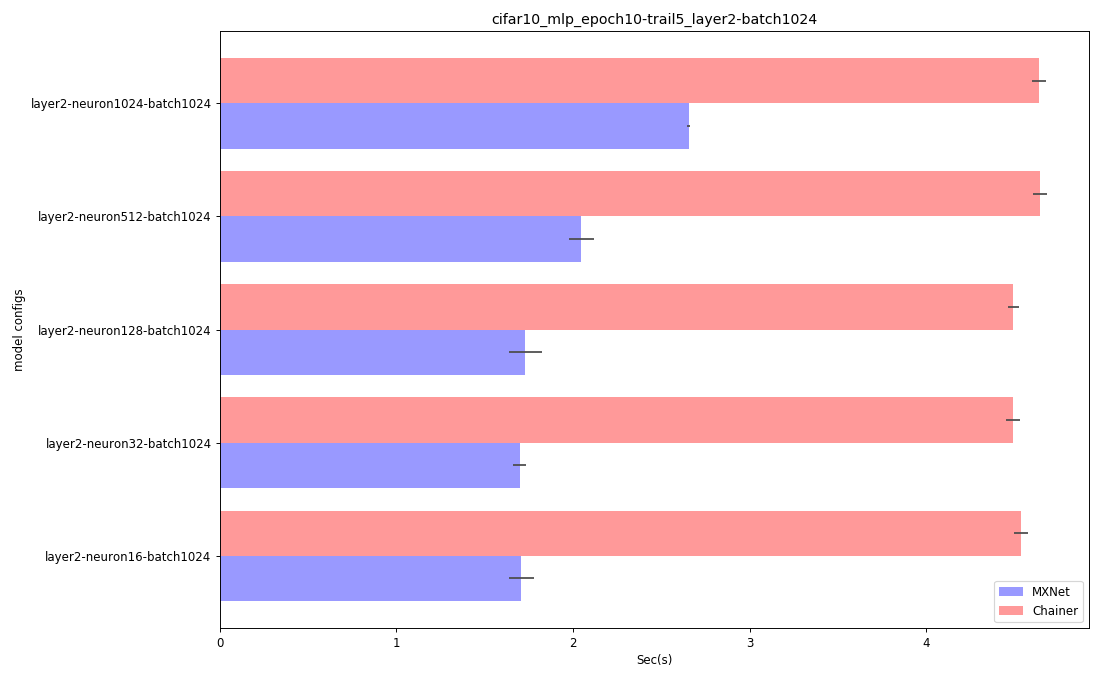 cifar10_mlp_epoch10-trail5_layer2-batch1024
layer2-neuron1024-batch1024
layer2-neuron512-batch1024
layer2-neuron128-batch1024
layer2-neuron32-batch1024
layer2-neuron16-batch1024
model configs
MXNet
Chainer
0 1 2 3 4
Sec(s)